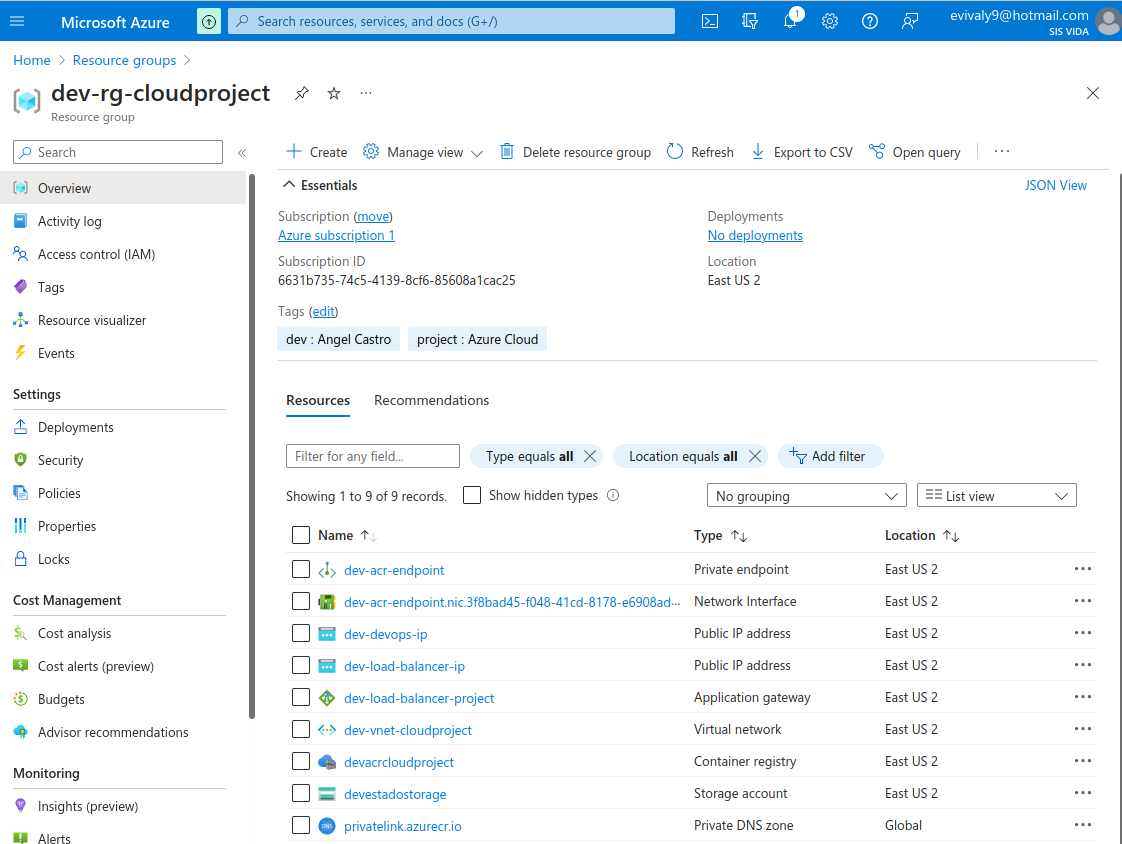 Microsoft Azure
Search resources, services, and docs (G+/)
1
evivaly9@hotmail.com
SIS VIDA
Home > Resource groups >
dev-rg-cloudproject
Resource group
Search
Overview
Activity log
Access control (IAM)
Tags
Resource visualizer
Events
Settings
Deployments
Security
Policies
Properties
Locks
Cost Management
Cost analysis
Cost alerts (preview)
Budgets
Advisor recommendations
Monitoring
Insights (preview)
Alerts
Create Manage view Delete resource group Refresh Export to CSV Open query
Essentials JSON View
Subscription (move) Deployments
Azure subscription 1 No deployments
Subscription ID Location
6631b735-74c5-4139-8cf6-85608a1cac25 East US 2
Tags (edit)
dev : Angel Castro project : Azure Cloud
Resources Recommendations
Filter for any field... Type equals all Location equals all Add filter
Showing 1 to 9 of 9 records. Show hidden types No grouping List view
Name Type Location
dev-acr-endpoint Private endpoint East US 2
dev-acr-endpoint.nic.3f8bad45-f048-41cd-8178-e6908ad... Network Interface East US 2
dev-devops-ip Public IP address East US 2
dev-load-balancer-ip Public IP address East US 2
dev-load-balancer-project Application gateway East US 2
dev-vnet-cloudproject Virtual network East US 2
devacrcloudproject Container registry East US 2
devestadostorage Storage account East US 2
DNS privatelink.azurecr.io Private DNS zone Global